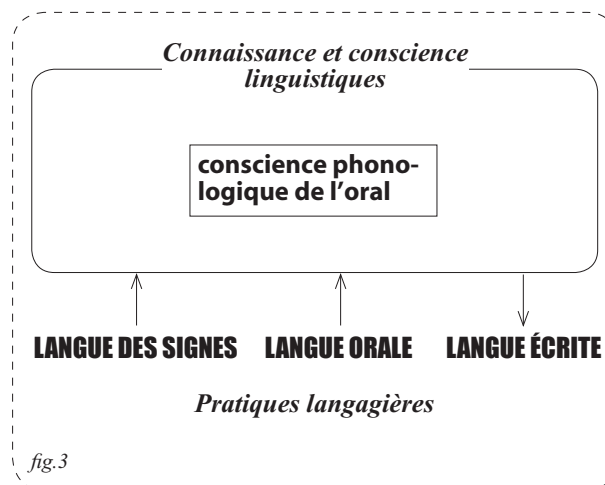 Connaissance et conscience
linguistiques
conscience phono-
logique de l'oral
LANGUE DES SIGNES LANGUE ORALE LANGUE ÉCRITE
Pratiques langagières
fig.3